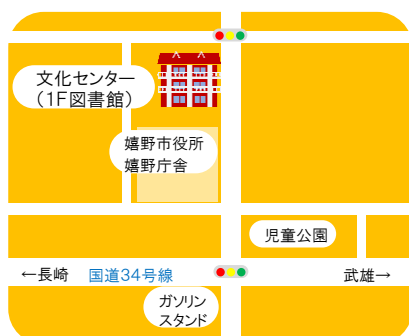 文化センター
（1F図書館）
嬉野市役所
嬉野庁舎
児童公園
←長崎
国道34号線
武雄→
ガソリン
スタンド